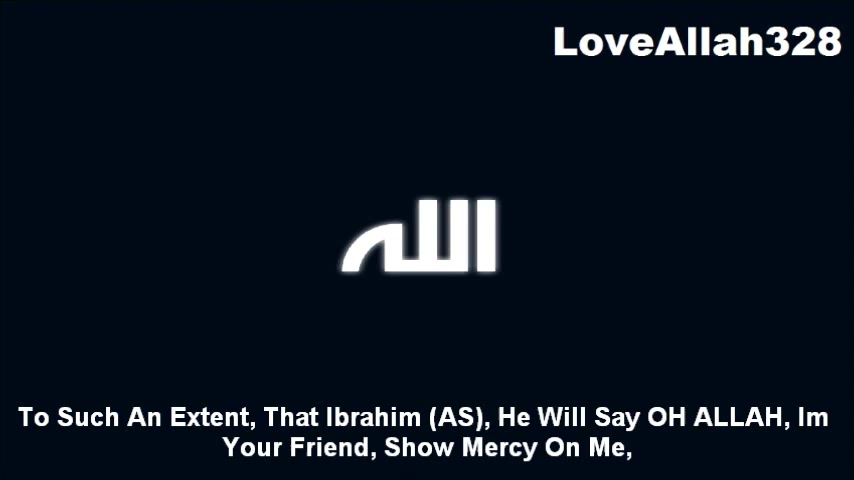 LoveAllah328
الله
To Such An Extent, That Ibrahim (AS), He Will Say OH ALLAH, Im
Your Friend, Show Mercy On Me,